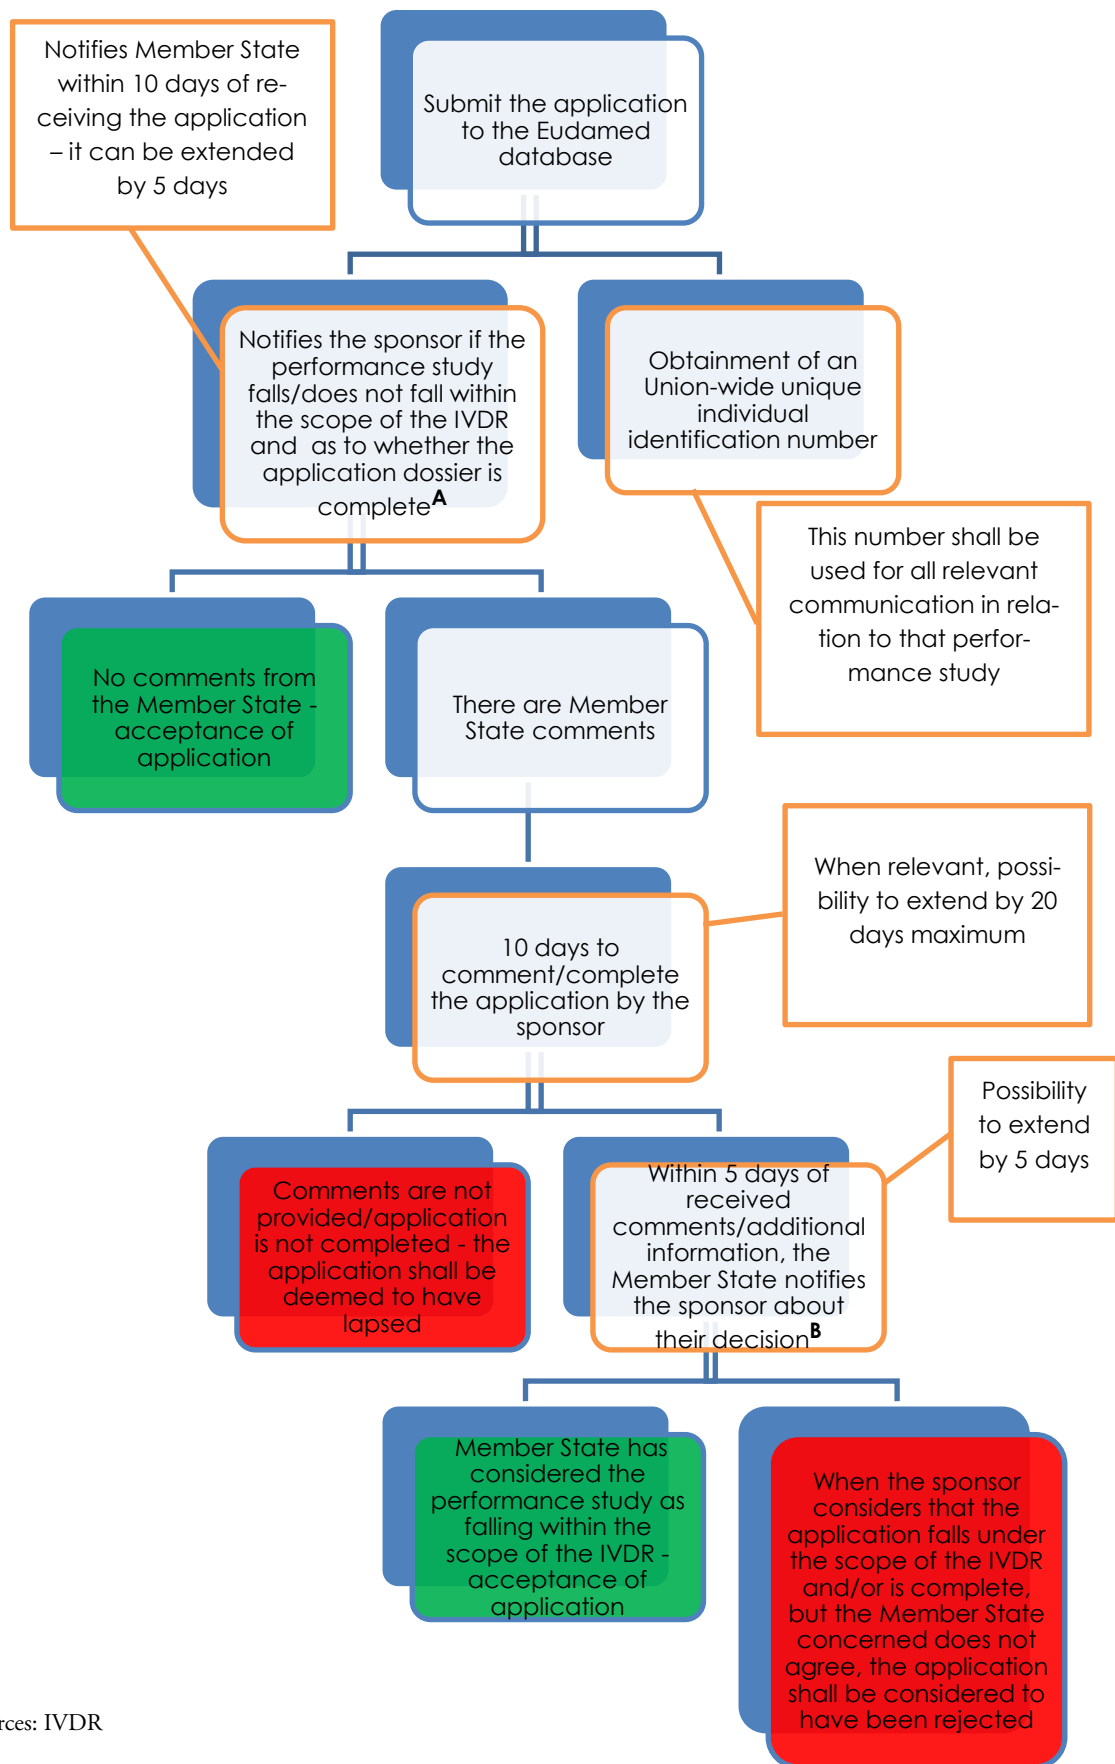 Notifies Member State
within 10 days of re-
ceiving the application
– it can be extended
by 5 days
Submit the application
to the Eudamed
database
Notifies the sponsor if the
performance study
falls/does not fall within
the scope of the IVDR
and as to whether the
application dossier is
complete A
Obtainment of an
Union-wide unique
individual
identification number
This number shall be
used for all relevant
communication in rela-
tion to that perfor-
mance study
No comments from
the Member State -
acceptance of
application
There are Member
State comments
When relevant, possi-
bility to extend by 20
days maximum
10 days to
comment/complete
the application by the
sponsor
Possibility
to extend
by 5 days
Comments are not
provided/application
is not completed - the
application shall be
deemed to have
lapsed
Within 5 days of
received
comments/additional
information, the
Member State notifies
the sponsor about
their decision B
Member State has
considered the
performance study as
falling within the
scope of the IVDR -
acceptance of
application
When the sponsor
considers that the
application falls under
the scope of the IVDR
and/or is complete,
but the Member State
concerned does not
agree, the application
shall be considered to
have been rejected
rces: IVDR